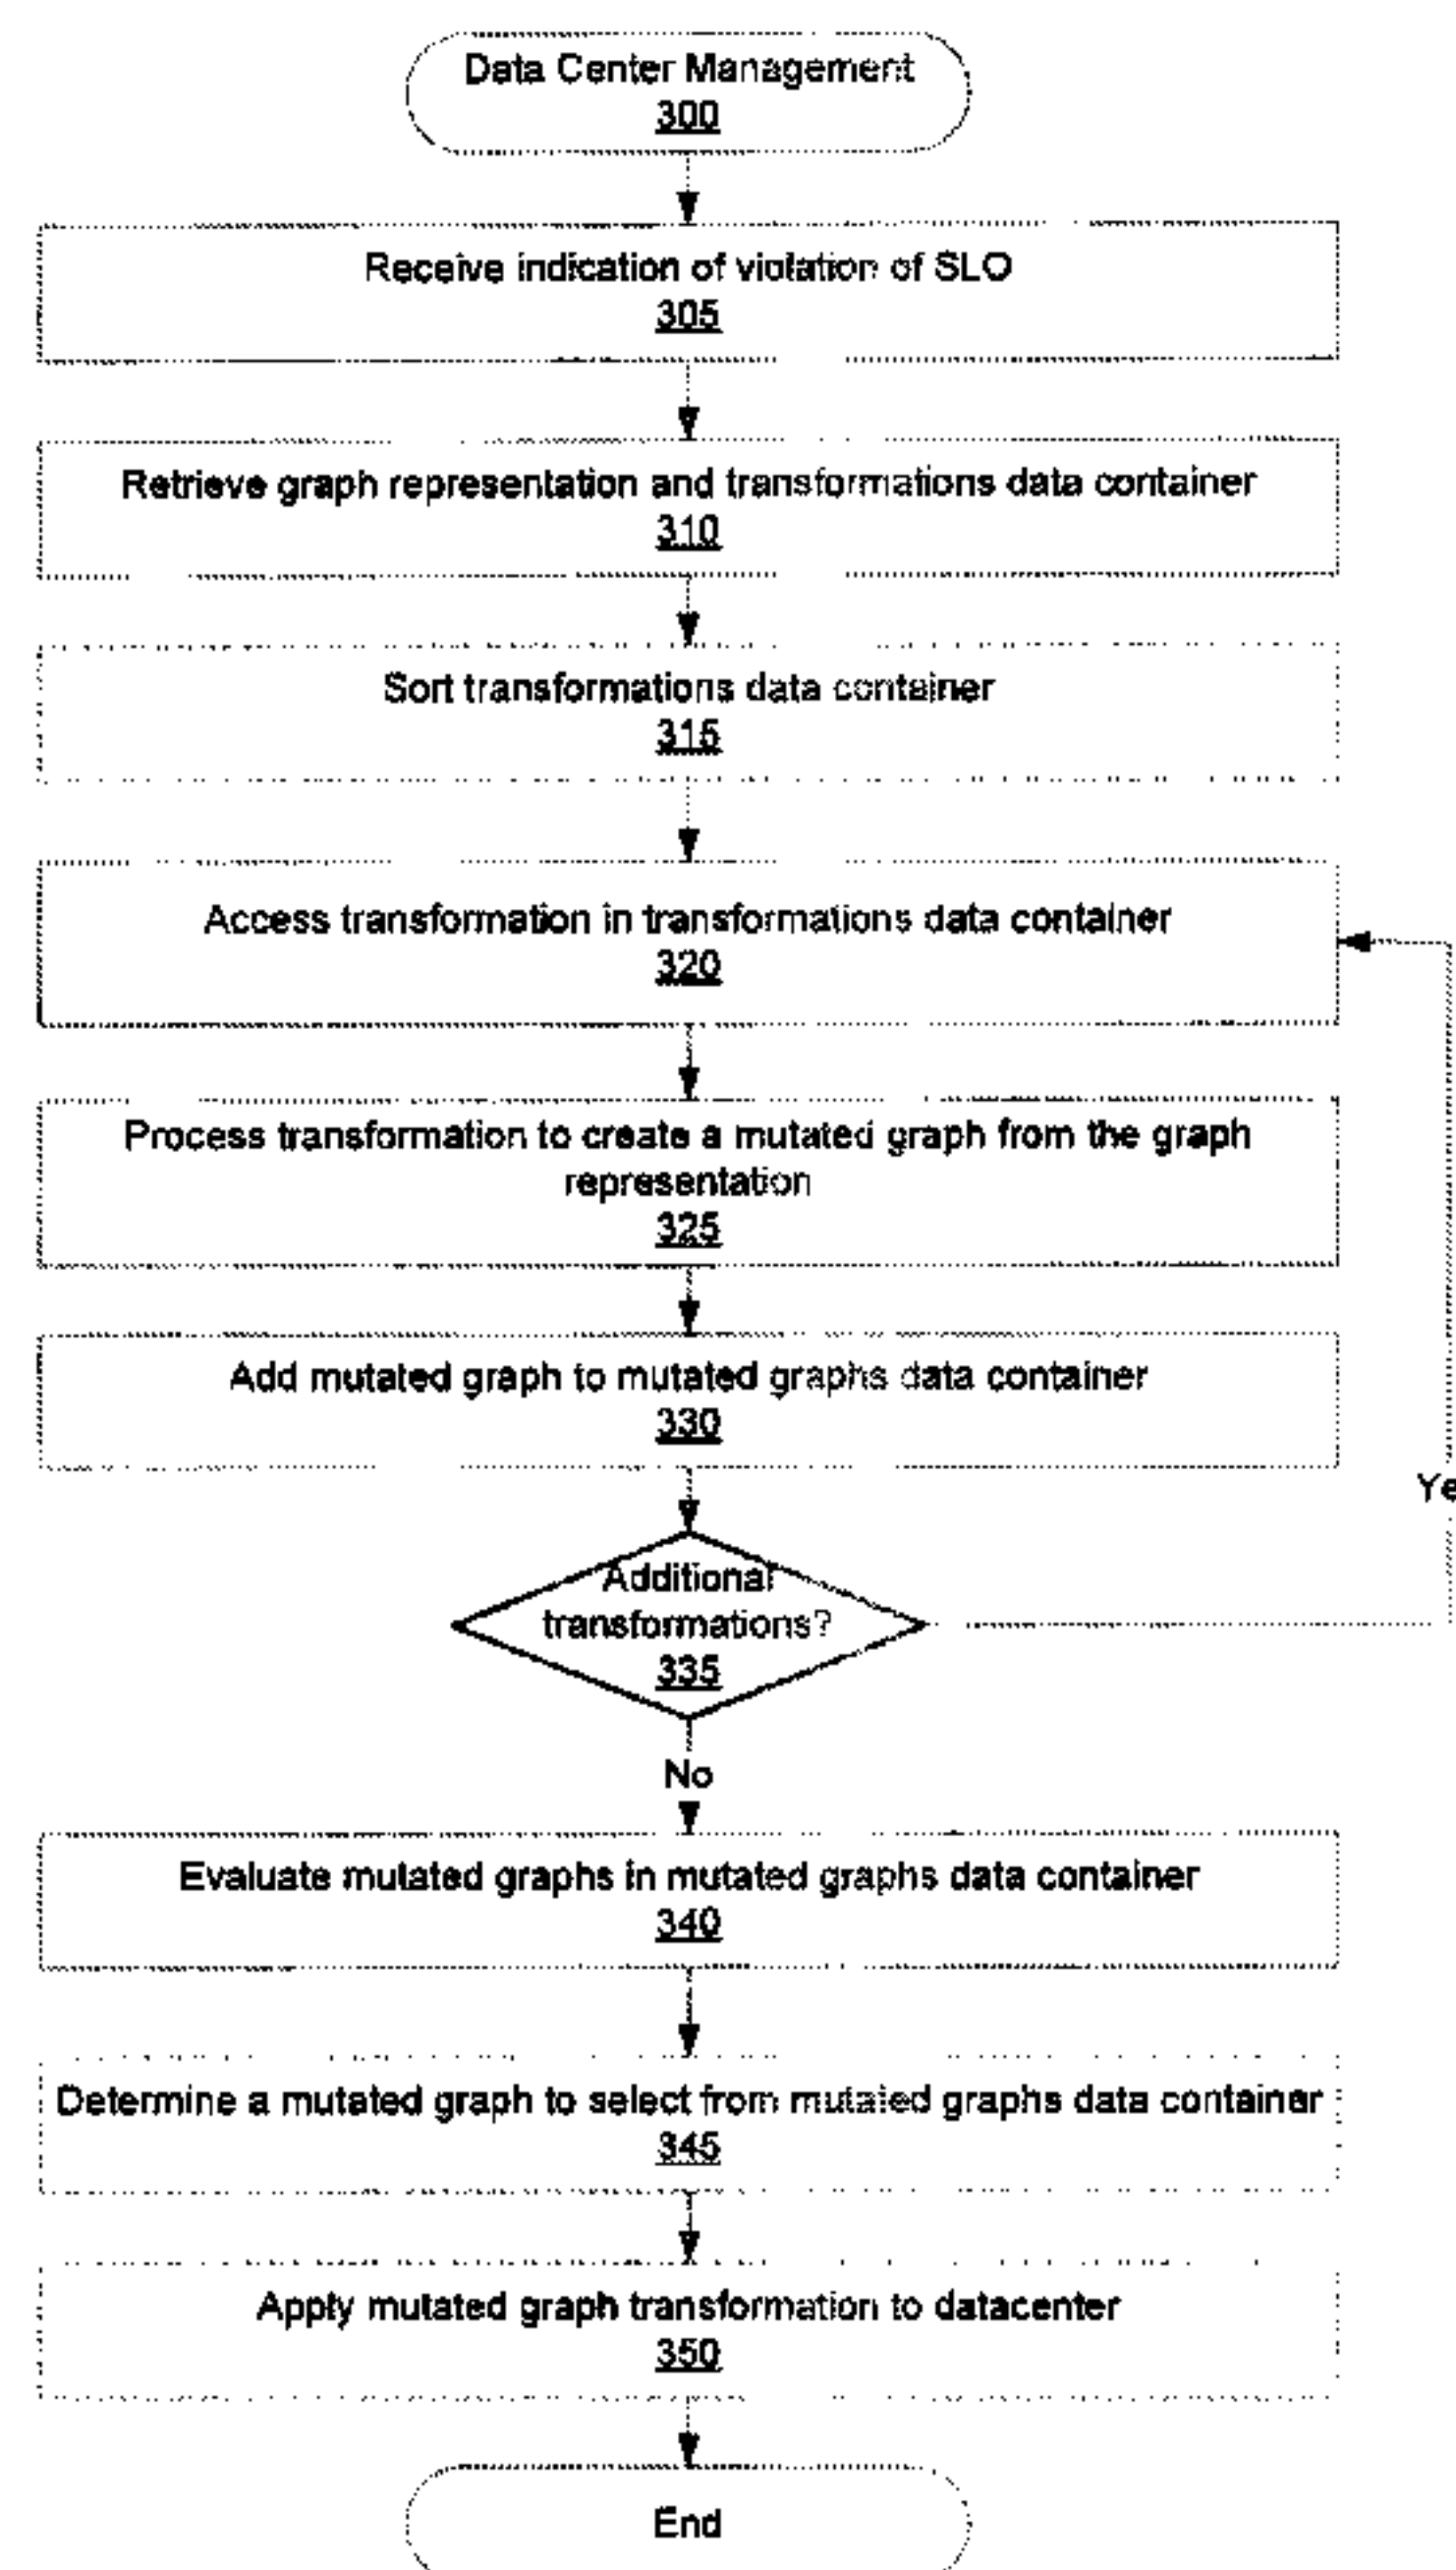 Data Center Management
300
Receive indication of violation of SLO
305
Retrieve graph representation and transformations data container
310
Sort transformations data container
315
Access transformation in transformations data container
320
Process transformation to create a mutated graph from the graph
representation
325
Add mutated graph to mutated graphs data container
330
Ye
Additional
transformations?
335
No
Evaluate mutated graphs in mutated graphs data container
340
Determine a mutated graph to select from mutated graphs data container
345
Apply mutated graph transformation to datacenter
350
End